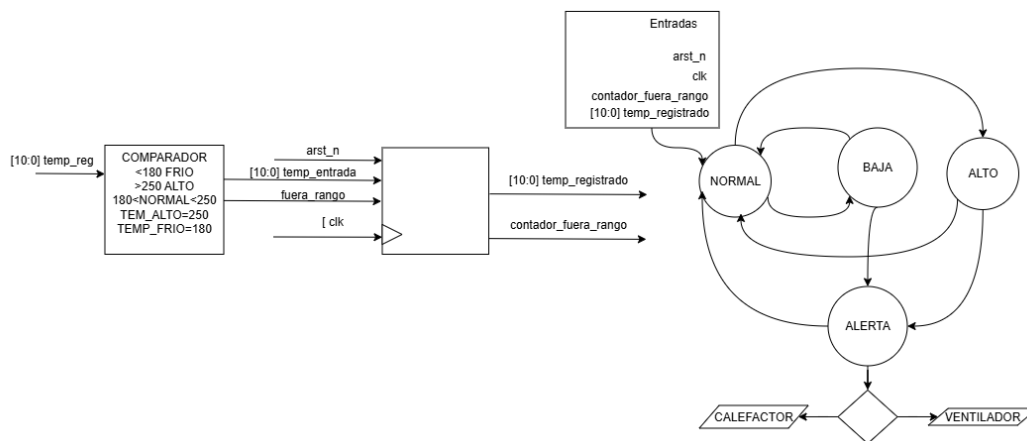 [10:0] temp_reg
COMPARADOR
<180 FRIO
>250 ALTO
180<NORMAL<250
TEM_ALTO=250
TEMP_FRIO=180
arst_n
[10:0] temp_entrada
fuera_rango
[ clk
[10:0] temp_registrado
contador_fuera_rango
Entradas
arst_n
clk
contador_fuera_rango
[10:0] temp_registrado
NORMAL
BAJA
ALTO
ALERTA
CALEFACTOR
VENTILADOR